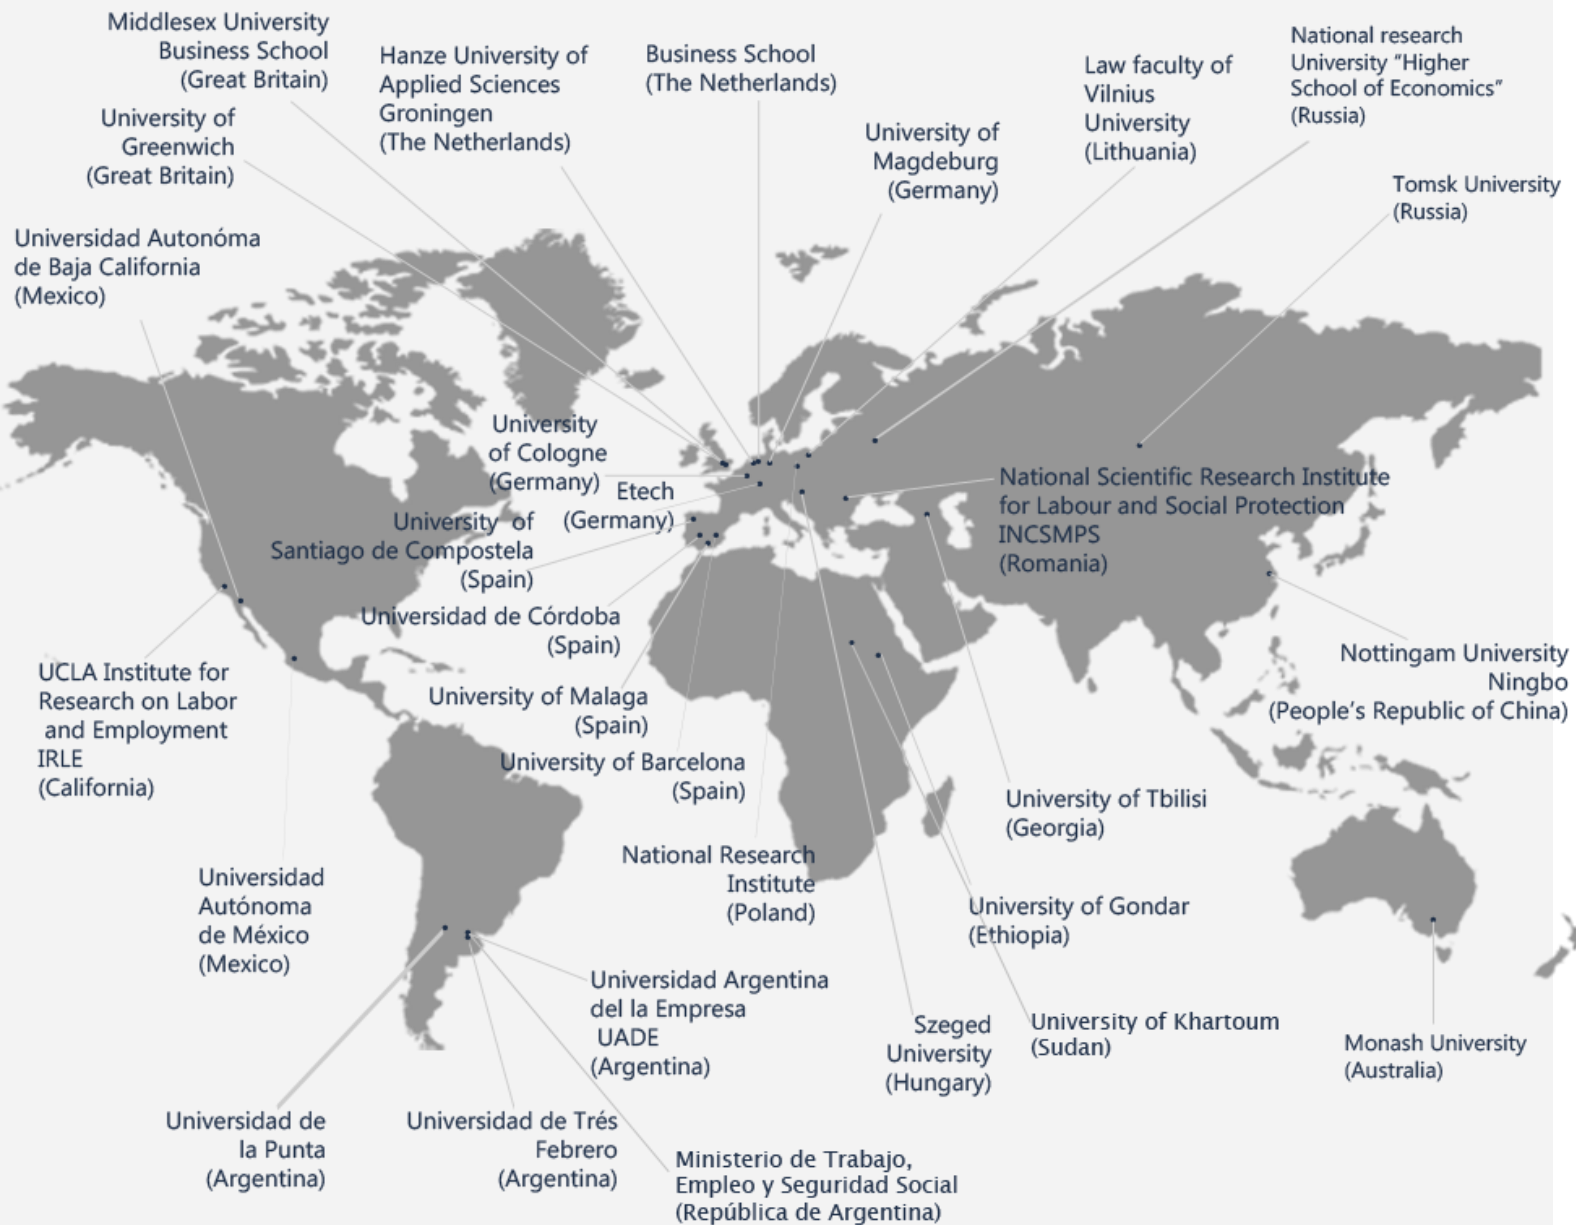 Middlesex University
Business School
(Great Britain)
Hanze University of
Applied Sciences
Groningen
(The Netherlands)
Business School
(The Netherlands)
Law faculty of
Vilnius
University
(Lithuania)
National research
University "Higher
School of Economics"
(Russia)
University of
Greenwich
(Great Britain)
University of
Magdeburg
(Germany)
Tomsk University
(Russia)
Universidad Autonóma
de Baja California
(Mexico)
University
of Cologne
(Germany)
Etech
(Germany)
National Scientific Research Institute
for Labour and Social Protection
INCSMPS
(Romania)
University of
Santiago de Compostela
(Spain)
Universidad de Córdoba
(Spain)
UCLA Institute for
Research on Labor
and Employment
IRLE
(California)
University of Malaga
(Spain)
Nottingam University
Ningbo
(People's Republic of China)
University of Barcelona
(Spain)
University of Tbilisi
(Georgia)
National Research
Institute
(Poland)
Universidad
Autónoma
de México
(Mexico)
University of Gondar
(Ethiopia)
Universidad Argentina
del la Empresa
UADE
(Argentina)
Szeged
University
(Hungary)
University of Khartoum
(Sudan)
Monash University
(Australia)
Universidad de
la Punta
(Argentina)
Universidad de Trés
Febrero
(Argentina)
Ministerio de Trabajo,
Empleo y Seguridad Social
(República de Argentina)